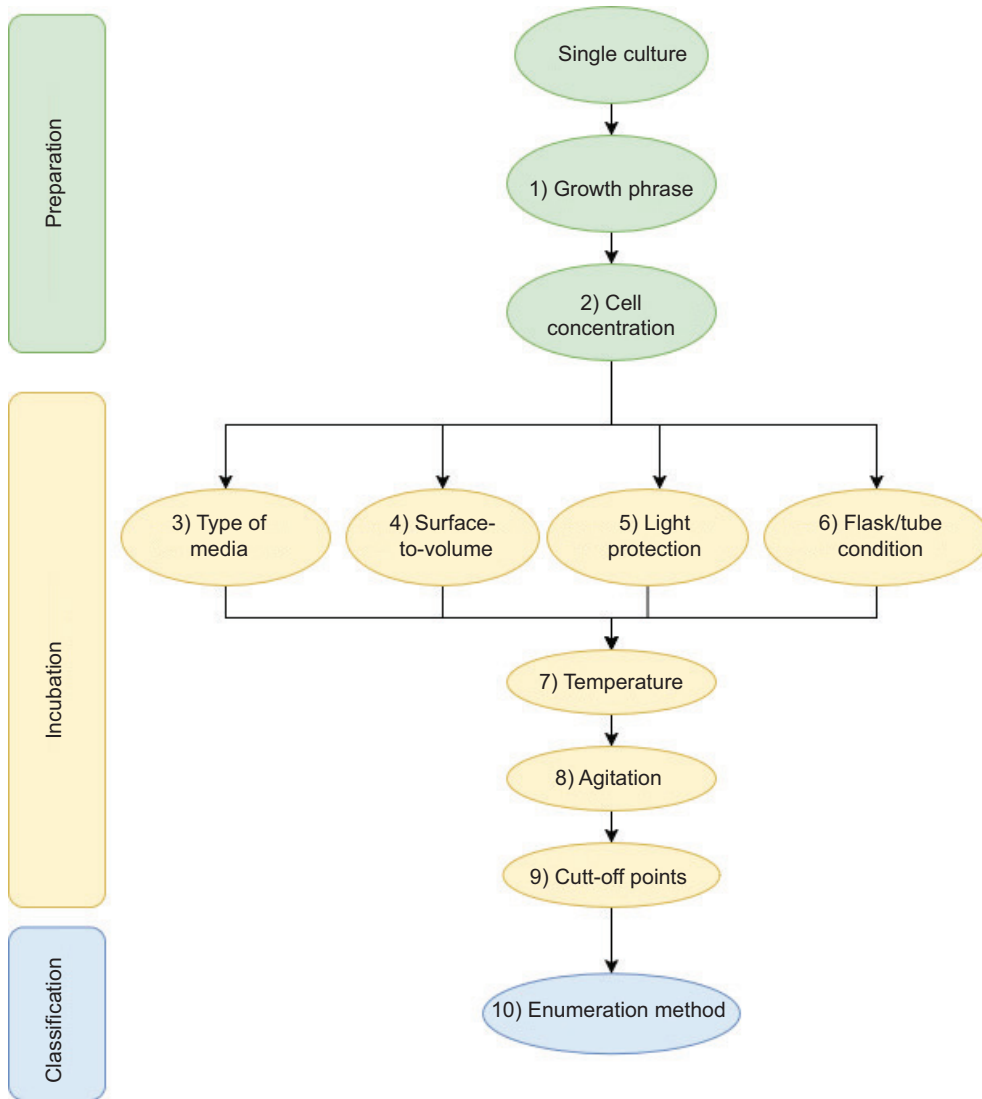 Preparation
Single culture
1) Growth phrase
2) Cell
concentration
Incubation
3) Type of
media
4) Surface-
to-volume
5) Light
protection
6) Flask/tube
condition
7) Temperature
8) Agitation
9) Cutt-off points
Classification
10) Enumeration method